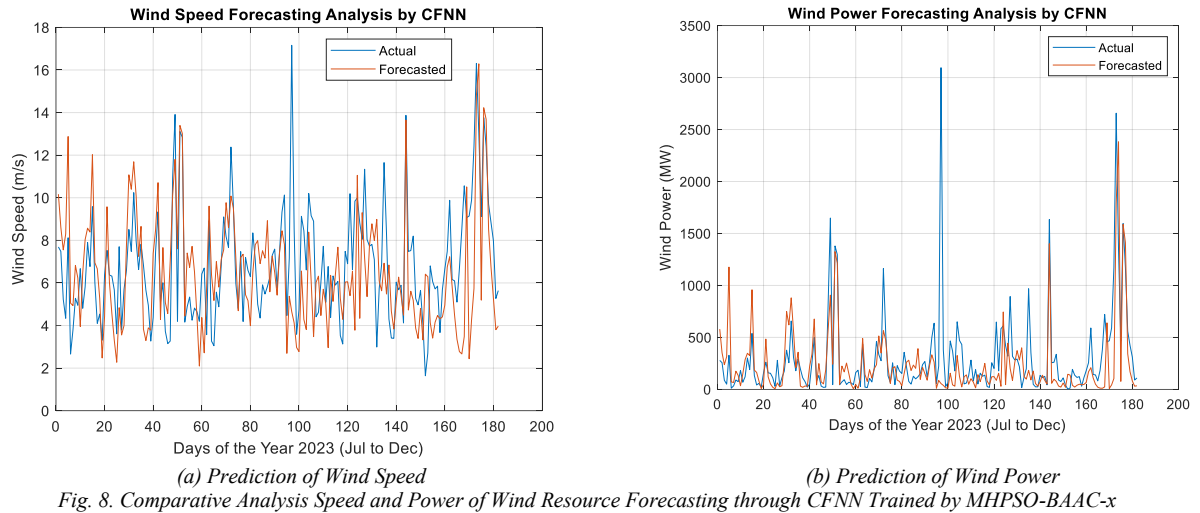 Wind Speed Forecasting Analysis by CFNN
18
16
14
12
10
8
6
4
2
0
Wind Speed (m/s)
Actual
Forecasted
0 20 40 60 80 100 120 140 160 180 200
Days of the Year 2023 (Jul to Dec)
(a) Prediction of Wind Speed
Wind Power Forecasting Analysis by CFNN
3500
3000
2500
2000
1500
1000
500
0
Wind Power (MW)
Actual
Forecasted
0 20 40 60 80 100 120 140 160 180 200
Days of the Year 2023 (Jul to Dec)
(b) Prediction of Wind Power
Fig. 8. Comparative Analysis Speed and Power of Wind Resource Forecasting through CFNN Trained by MHPSO-BAAC-x